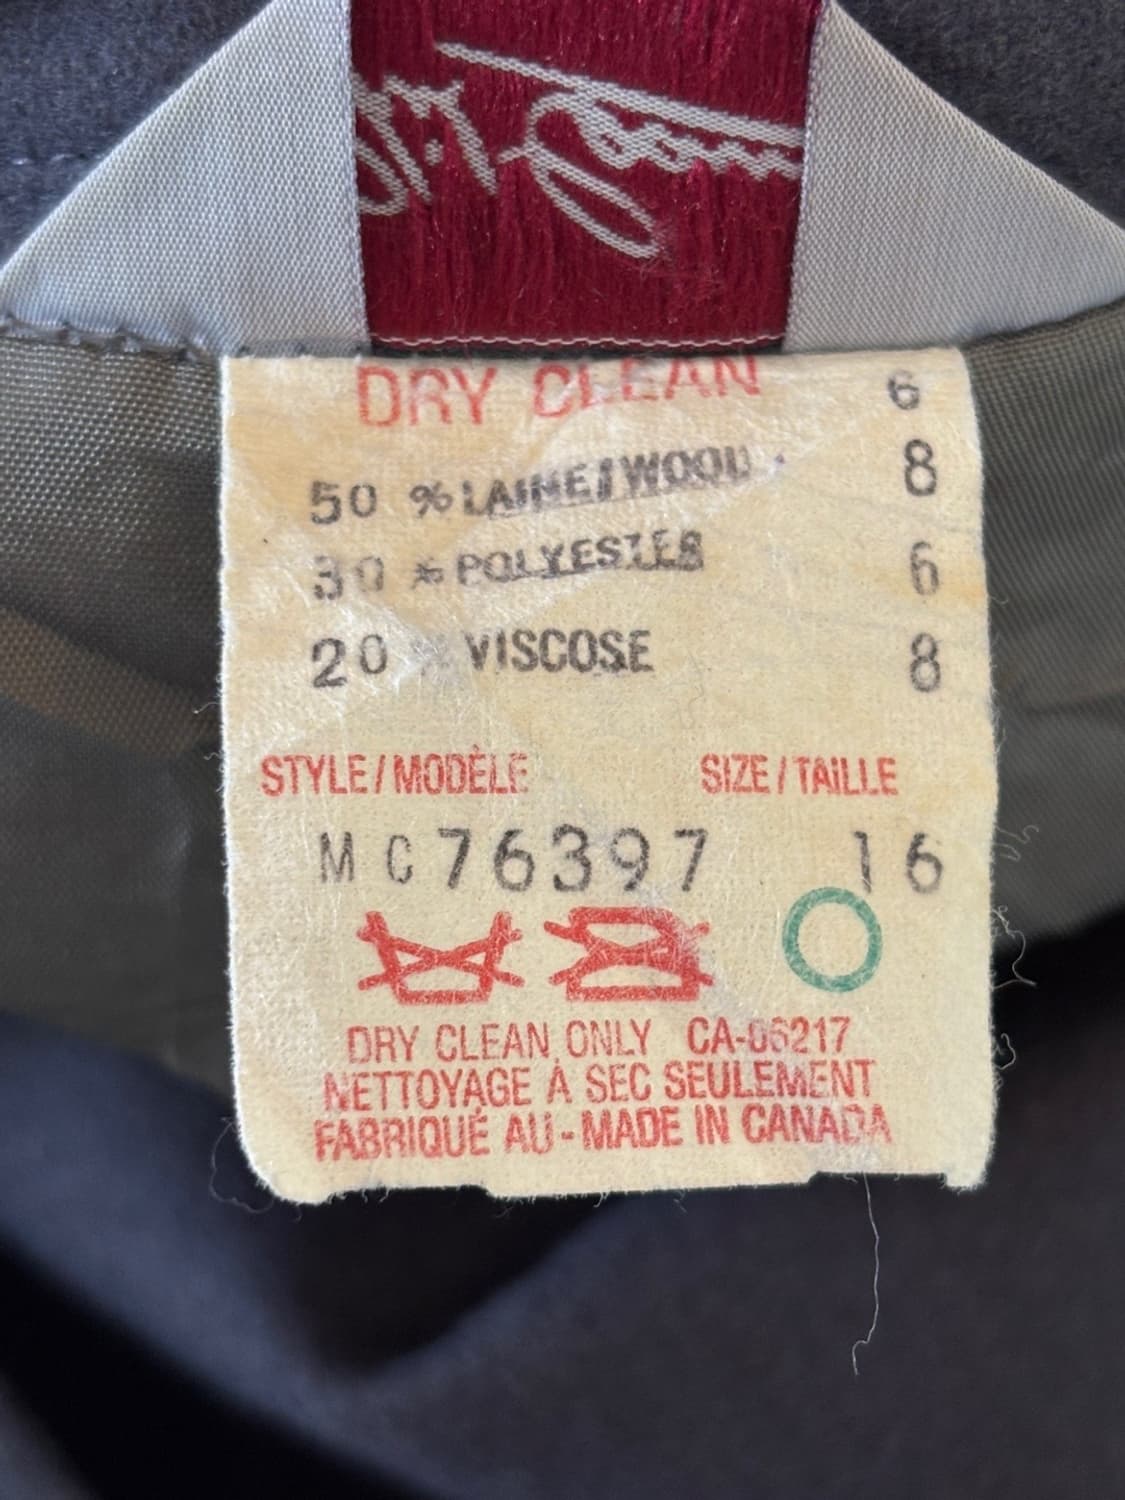 DRY CLEAN 6
50 % LAINE/WOOL 8
30 % POLYESTER 6
20 % VISCOSE 8
STYLE/MODÈLE SIZE/TAILLE
MC76397 16
DRY CLEAN ONLY CA-06217
NETTOYAGE À SEC SEULEMENT
FABRIQUÉ AU - MADE IN CANADA